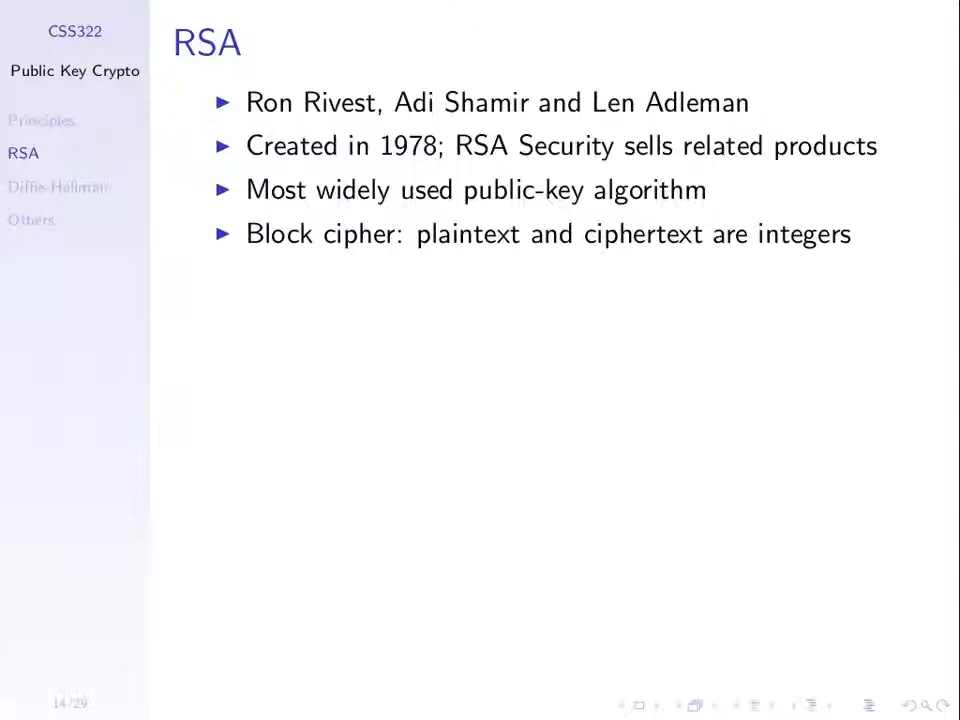 CSS322
Public Key Crypto
Principles
RSA
Diffie-Hellman
Others
RSA
Ron Rivest, Adi Shamir and Len Adleman
Created in 1978; RSA Security sells related products
Most widely used public-key algorithm
Block cipher: plaintext and ciphertext are integers
14/29